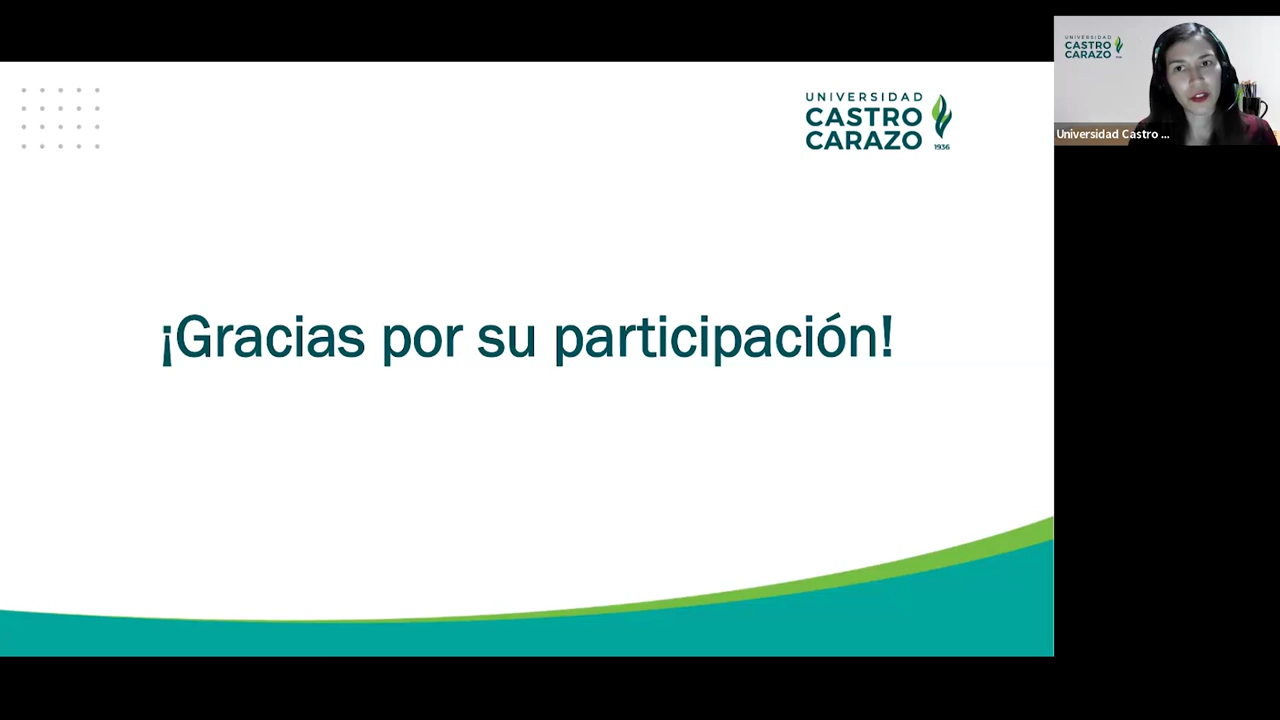 UNIVERSIDAD
CASTRO
CARAZO
1936
¡Gracias por su participación!
UNIVERSIDAD
CASTRO
CARAZO
Universidad Castro ...